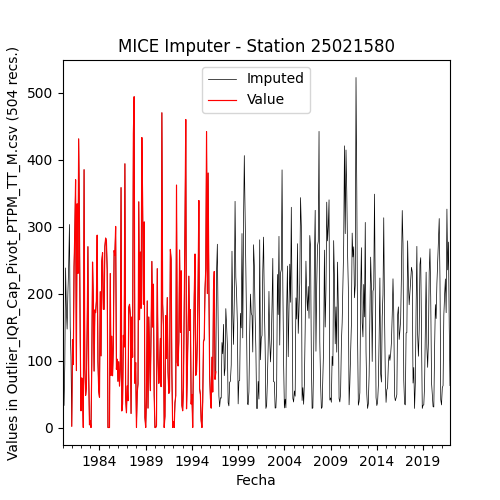 MICE Imputer - Station 25021580
Values in Outlier_IQR_Cap_Pivot_PTPM_TT_M.csv (504 recs.)
Imputed
Value
500
400
300
200
100
0
1984 1989 1994 1999 2004 2009 2014 2019
Fecha